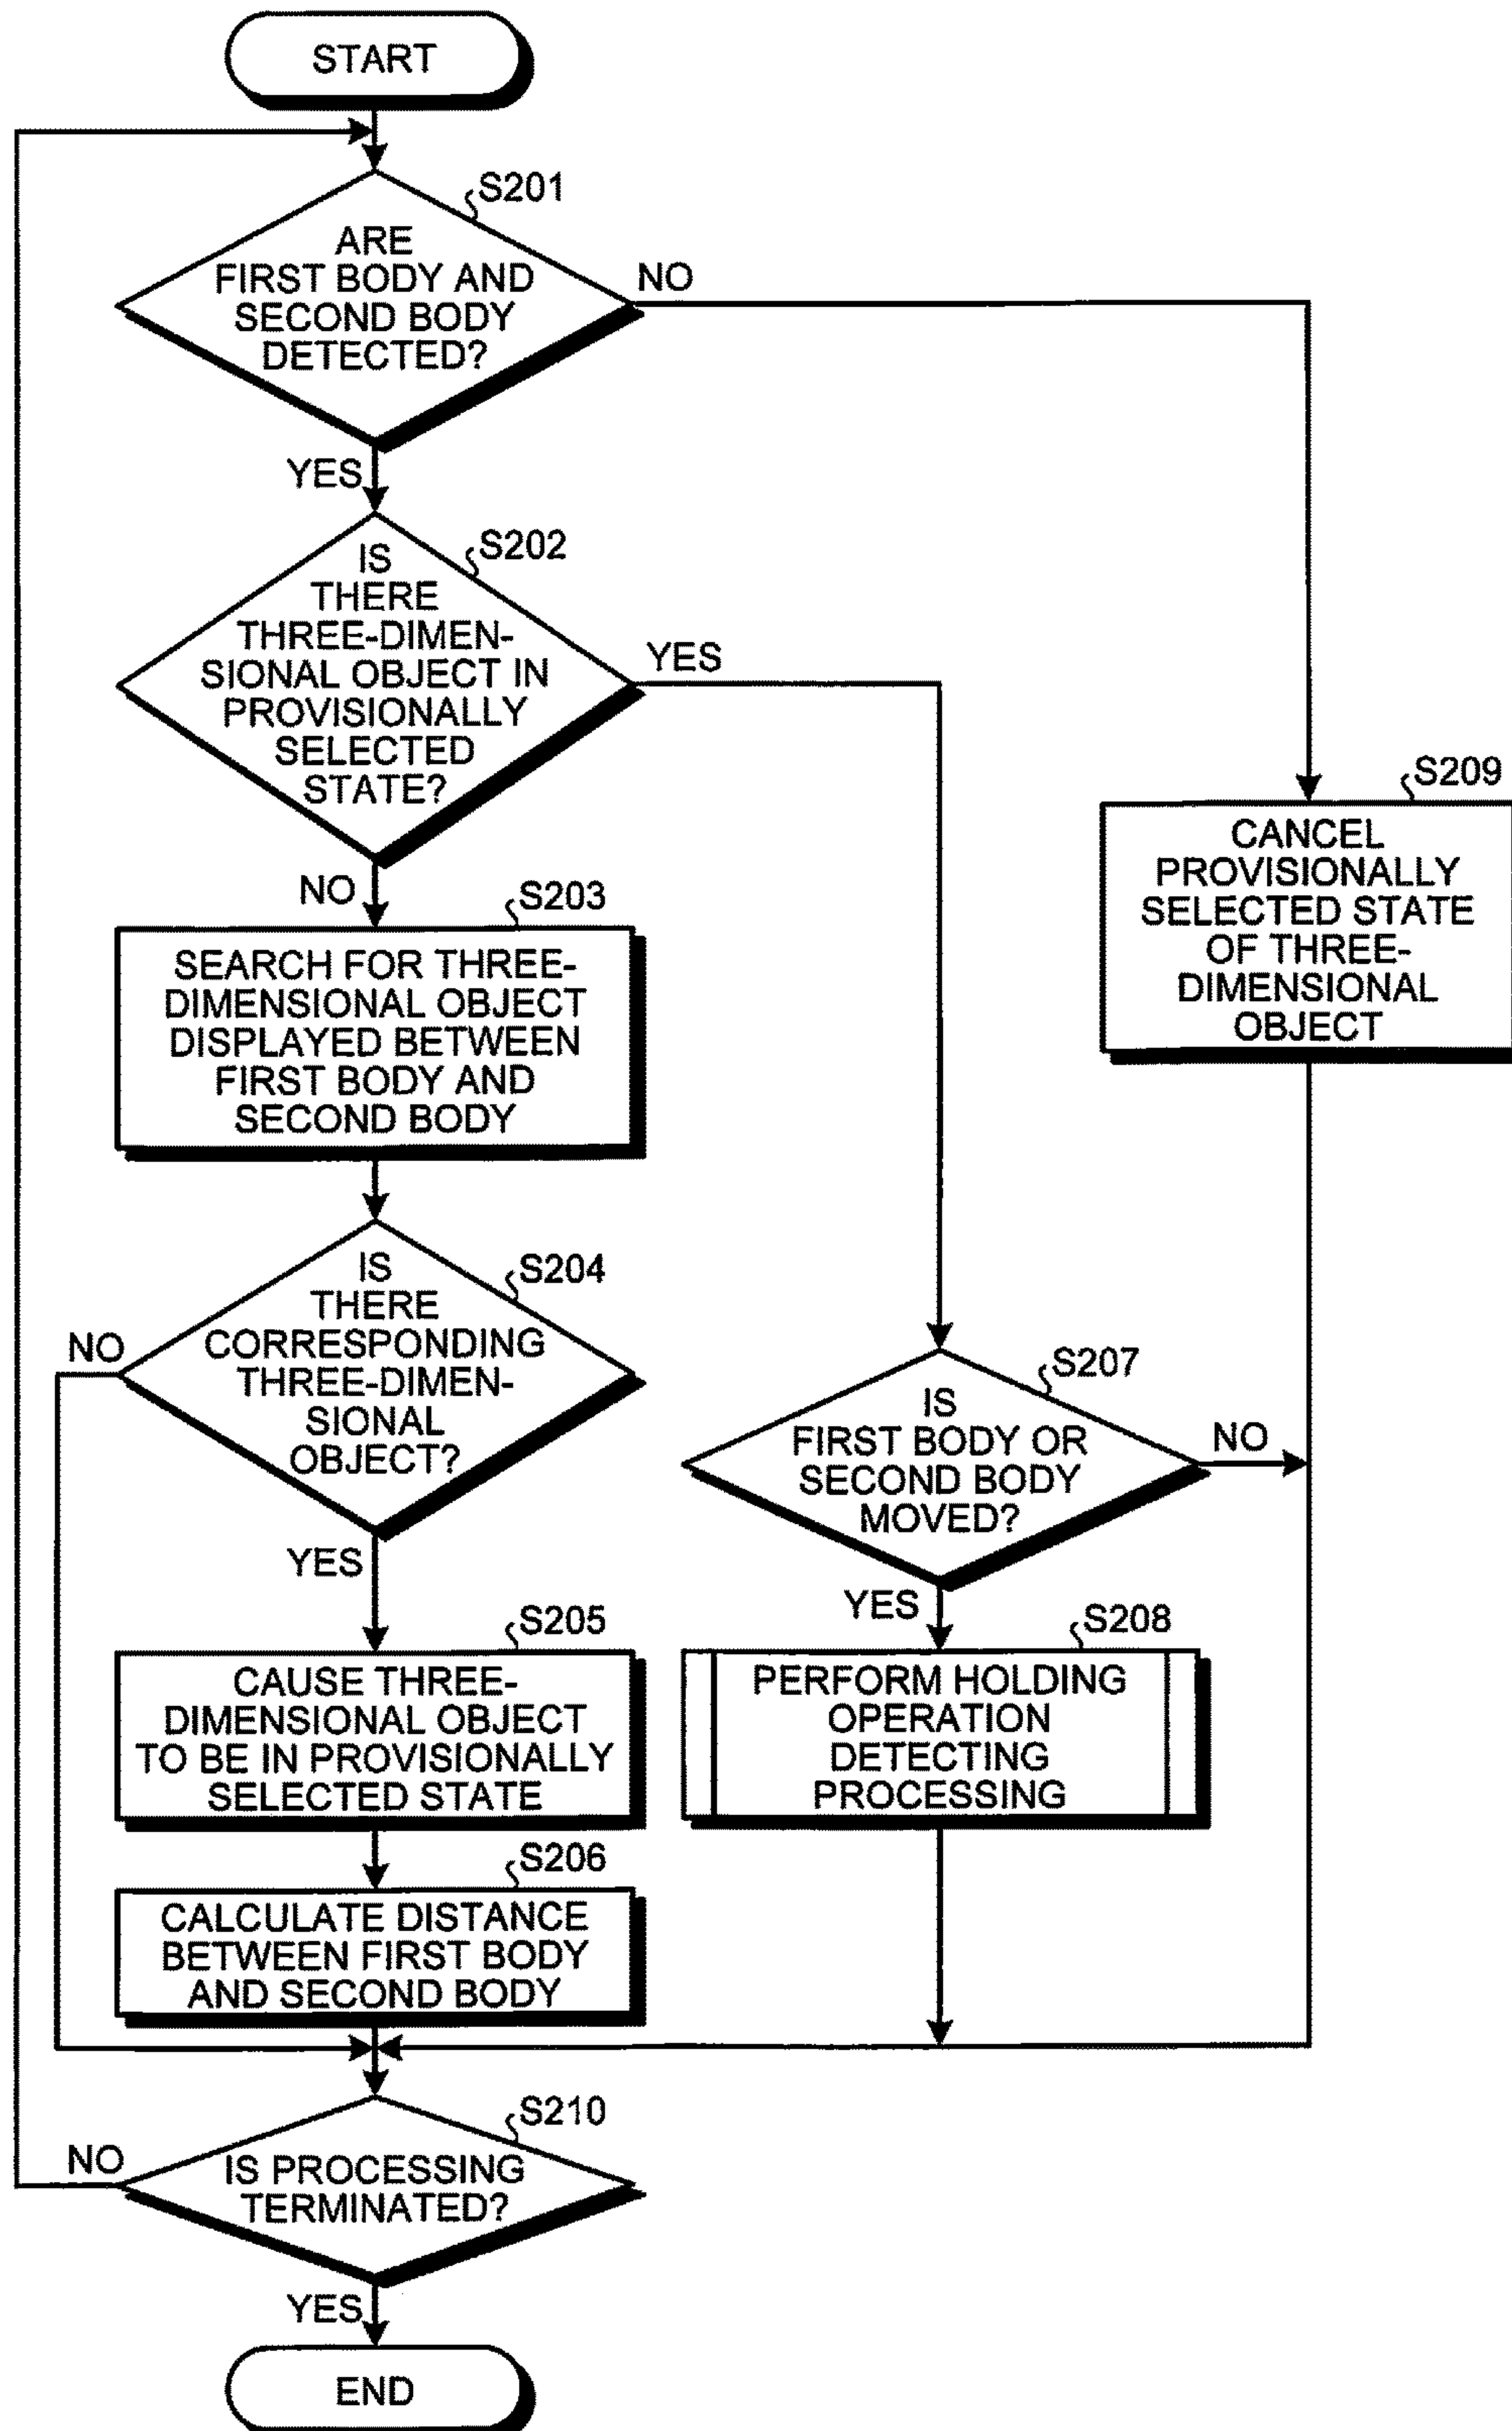 START
S201
ARE
FIRST BODY AND
SECOND BODY
DETECTED?
NO
YES
S202
IS
THERE
THREE-DIMEN-
SIONAL OBJECT IN
PROVISIONALLY
SELECTED
STATE?
YES
NO
S209
CANCEL
PROVISIONALLY
SELECTED STATE
OF THREE-
DIMENSIONAL
OBJECT
S203
SEARCH FOR THREE-
DIMENSIONAL OBJECT
DISPLAYED BETWEEN
FIRST BODY AND
SECOND BODY
S204
IS
THERE
CORRESPONDING
THREE-DIMEN-
SIONAL
OBJECT?
NO
YES
S207
IS
FIRST BODY OR
SECOND BODY
MOVED?
NO
YES
S205
CAUSE THREE-
DIMENSIONAL OBJECT
TO BE IN PROVISIONALLY
SELECTED STATE
S208
PERFORM HOLDING
OPERATION
DETECTING
PROCESSING
S206
CALCULATE DISTANCE
BETWEEN FIRST BODY
AND SECOND BODY
S210
IS PROCESSING
TERMINATED?
NO
YES
END